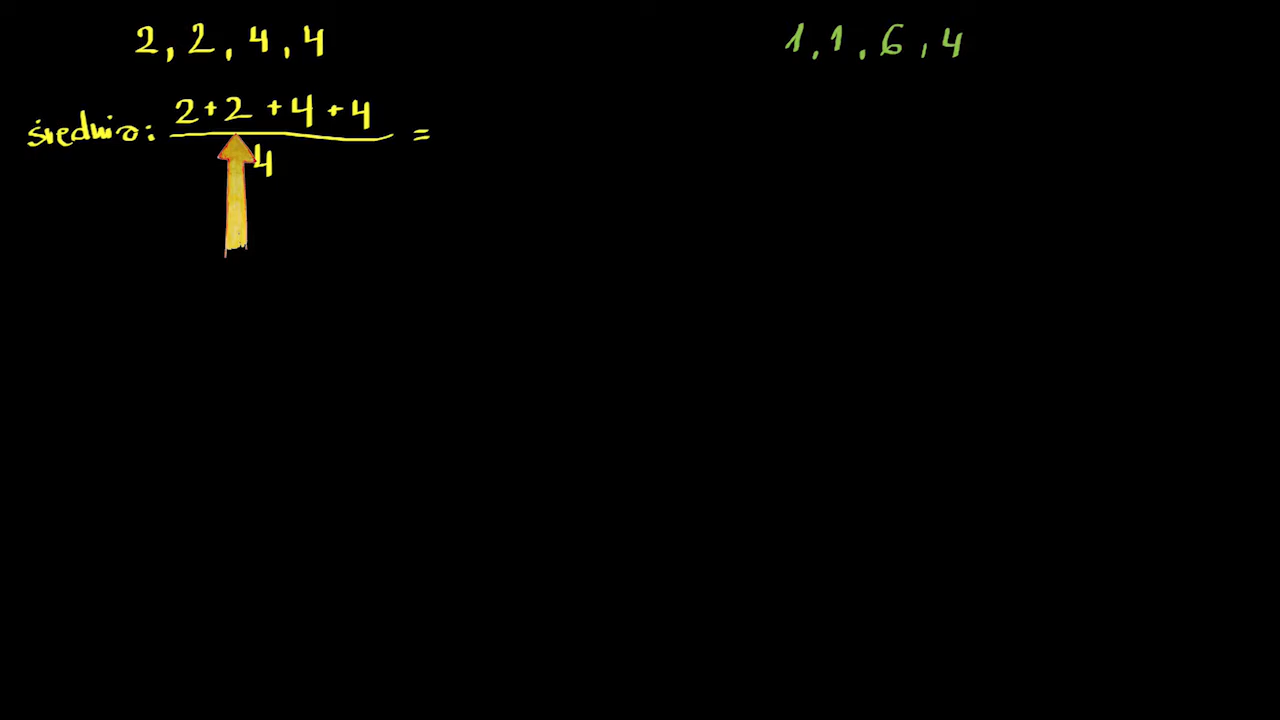 2, 2, 4, 4
1, 1, 6, 4
średnia: 2+2+4+4 =
4